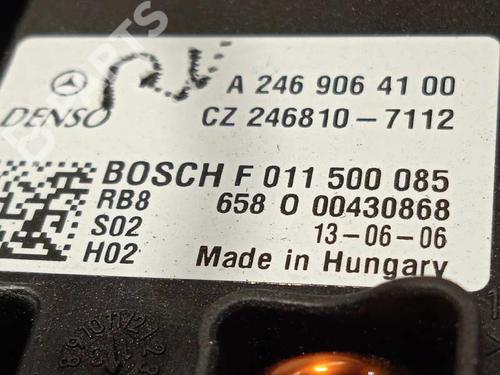 A 246 906 41 00
DENSO CZ 246810-7112
BOSCH F 011 500 085
RB8 658 0 00430868
S02 13-06-06
H02 Made in Hungary